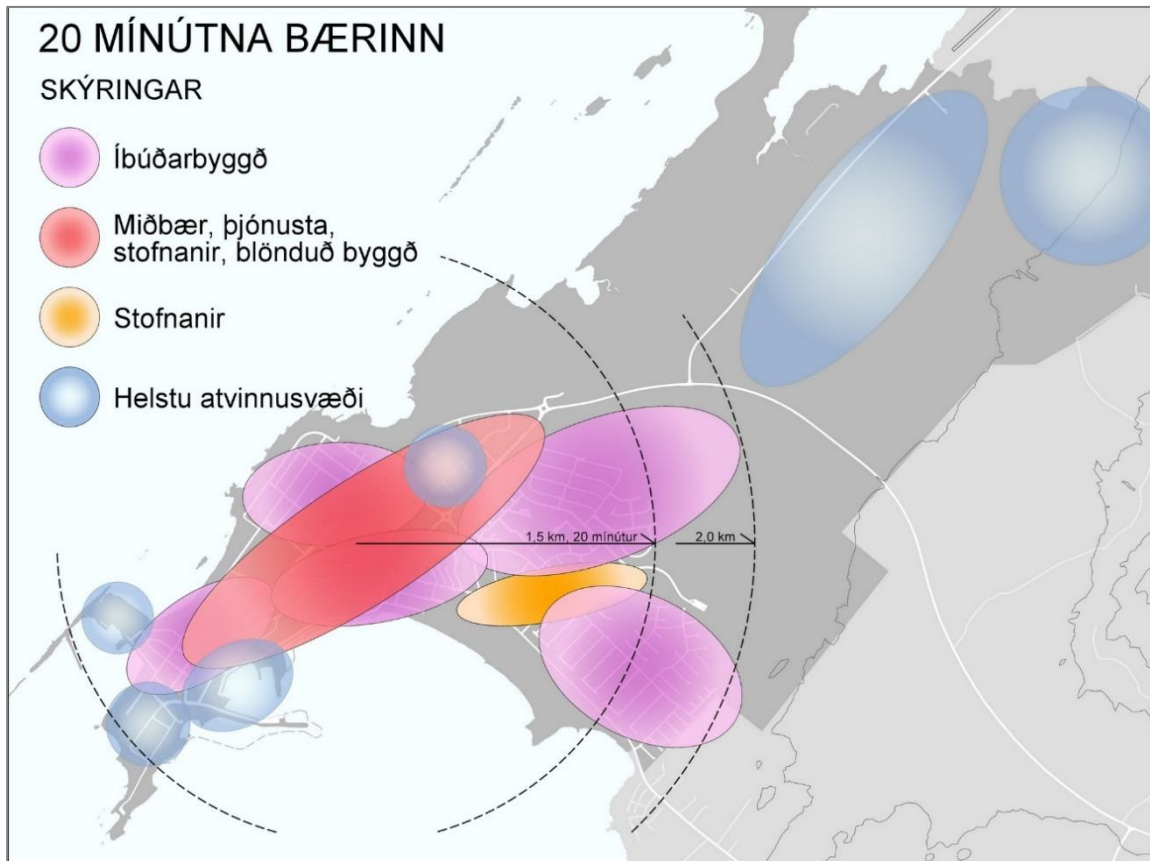 20 MÍNÚTNA BÆRINN
SKÝRINGAR
Íbúðarbyggð
Miðbær, þjónusta,
stofnanir, blönduð byggð
Stofnanir
Helstu atvinnusvæði
1,5 km, 20 mínútur
2,0 km